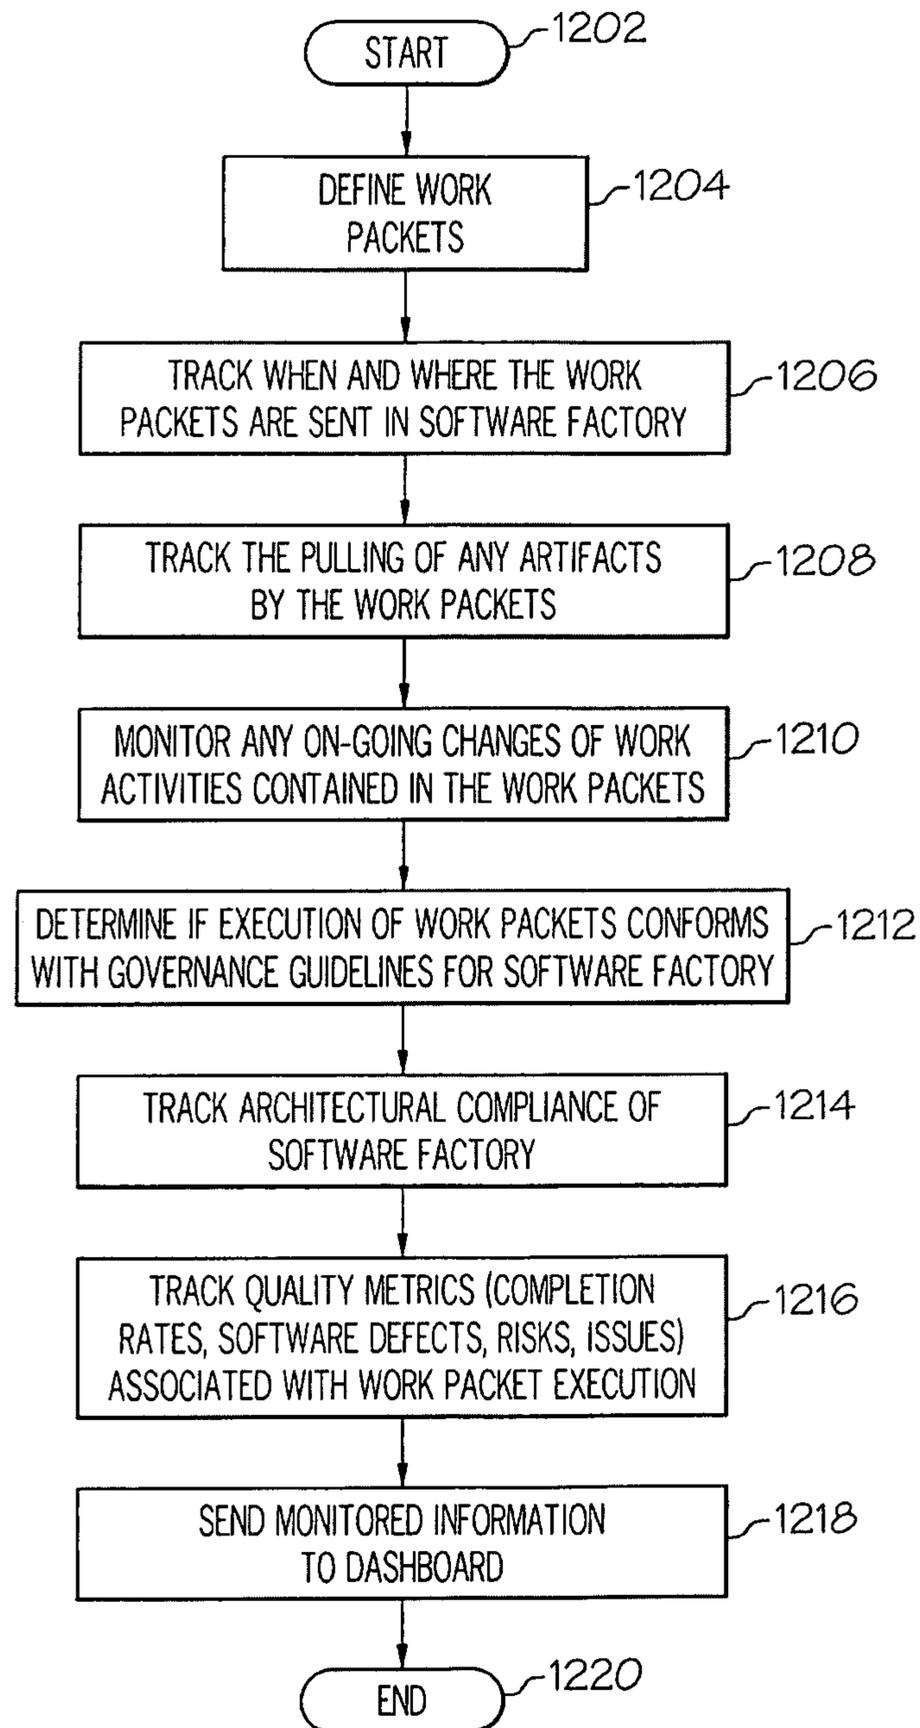 START
1202
DEFINE WORK
PACKETS
1204
TRACK WHEN AND WHERE THE WORK
PACKETS ARE SENT IN SOFTWARE FACTORY
1206
TRACK THE PULLING OF ANY ARTIFACTS
BY THE WORK PACKETS
1208
MONITOR ANY ON-GOING CHANGES OF WORK
ACTIVITIES CONTAINED IN THE WORK PACKETS
1210
DETERMINE IF EXECUTION OF WORK PACKETS CONFORMS
WITH GOVERNANCE GUIDELINES FOR SOFTWARE FACTORY
1212
TRACK ARCHITECTURAL COMPLIANCE OF
SOFTWARE FACTORY
1214
TRACK QUALITY METRICS (COMPLETION
RATES, SOFTWARE DEFECTS, RISKS, ISSUES)
ASSOCIATED WITH WORK PACKET EXECUTION
1216
SEND MONITORED INFORMATION
TO DASHBOARD
1218
END
1220